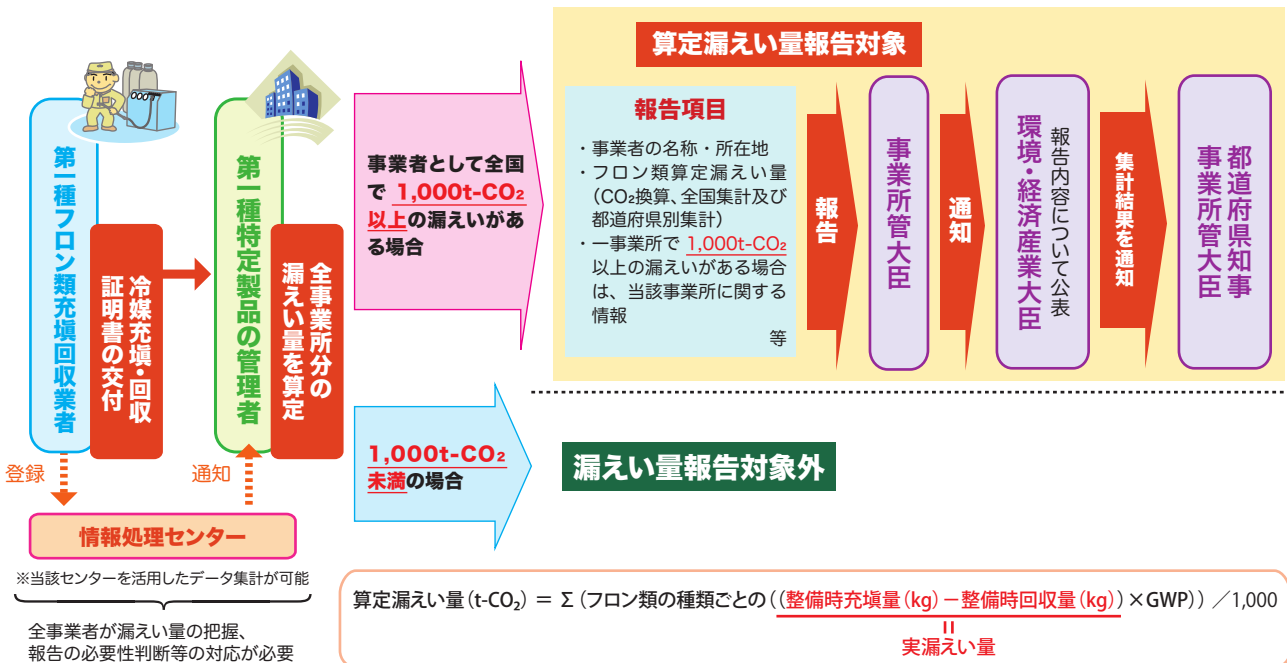 第一種フロン類充塡回収業者
冷媒充塡・回収
証明書の交付
第一種特定製品の管理者
全事業所分の
漏えい量を算定
登録
通知
情報処理センター
※当該センターを活用したデータ集計が可能
全事業者が漏えい量の把握、
報告の必要性判断等の対応が必要
事業者として全国
で 1,000t-CO₂
以上の漏えいがあ
る場合
算定漏えい量報告対象
報告項目
・事業者の名称・所在地
・フロン類算定漏えい量
(CO₂換算、全国集計及び
都道府県別集計)
・一事業所で 1,000t-CO₂
以上の漏えいがある場合
は、当該事業所に関する
情報
等
報告
事業所管大臣
通知
報告内容について公表
環境・経済産業大臣
集計結果を通知
都道府県知事
事業所管大臣
1,000t-CO₂
未満の場合
漏えい量報告対象外
算定漏えい量(t-CO₂) = Σ (フロン類の種類ごとの((整備時充塡量(kg)−整備時回収量(kg))×GWP)) ／1,000
=
実漏えい量